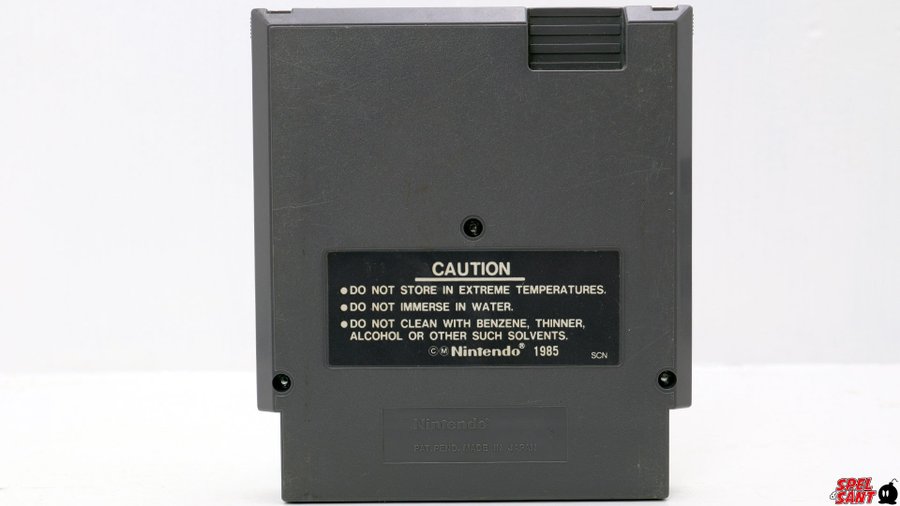 CAUTION
●DO NOT STORE IN EXTREME TEMPERATURES.
●DO NOT IMMERSE IN WATER.
●DO NOT CLEAN WITH BENZENE, THINNER,
ALCOHOL OR OTHER SUCH SOLVENTS.
©Ⓜ Nintendo® 1985
SCN
Nintendo®
PAT. PEND. MADE IN JAPAN
SPEL
SANT